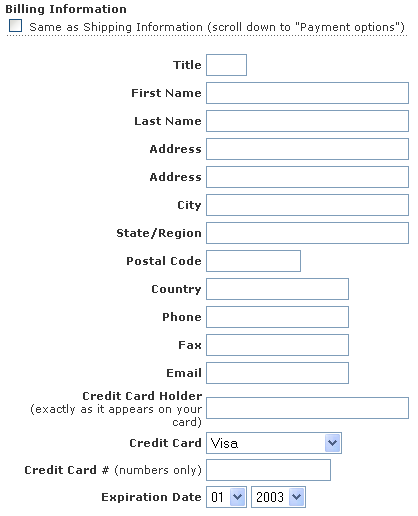 Billing Information
Same as Shipping Information (scroll down to "Payment options")
Title
First Name
Last Name
Address
Address
City
State/Region
Postal Code
Country
Phone
Fax
Email
Credit Card Holder
(exactly as it appears on your
card)
Credit Card Visa
Credit Card # (numbers only)
Expiration Date 01 2003